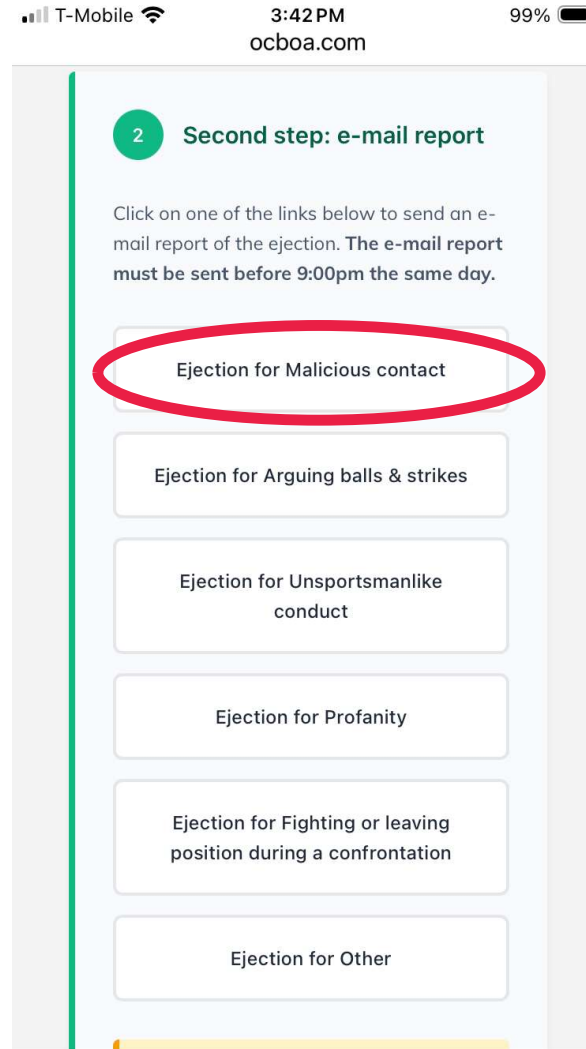 T-Mobile 3:42 PM 99%
ocboa.com
2 Second step: e-mail report
Click on one of the links below to send an e-
mail report of the ejection. The e-mail report
must be sent before 9:00pm the same day.
Ejection for Malicious contact
Ejection for Arguing balls & strikes
Ejection for Unsportsmanlike
conduct
Ejection for Profanity
Ejection for Fighting or leaving
position during a confrontation
Ejection for Other